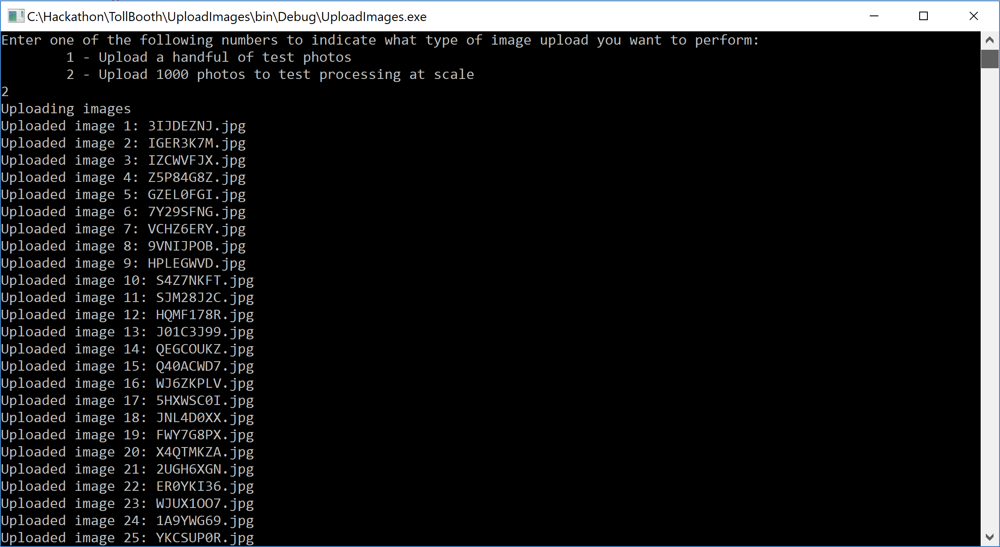 C:\Hackathon\TollBooth\UploadImages\bin\Debug\UploadImages.exe
Enter one of the following numbers to indicate what type of image upload you want to perform:
        1 - Upload a handful of test photos
        2 - Upload 1000 photos to test processing at scale
2
Uploading images
Uploaded image 1: 3IJDEZNJ.jpg
Uploaded image 2: IGER3K7M.jpg
Uploaded image 3: IZCWVFJX.jpg
Uploaded image 4: Z5P84G8Z.jpg
Uploaded image 5: GZEL0FGI.jpg
Uploaded image 6: 7Y29SFNG.jpg
Uploaded image 7: VCHZ6ERY.jpg
Uploaded image 8: 9VNIJPOB.jpg
Uploaded image 9: HPLEGWVD.jpg
Uploaded image 10: S4Z7NKFT.jpg
Uploaded image 11: SJM28J2C.jpg
Uploaded image 12: HQMF178R.jpg
Uploaded image 13: J01C3J99.jpg
Uploaded image 14: QEGCOUKZ.jpg
Uploaded image 15: Q40ACWD7.jpg
Uploaded image 16: WJ6ZKPLV.jpg
Uploaded image 17: 5HXWSC0I.jpg
Uploaded image 18: JNL4D0XX.jpg
Uploaded image 19: FWY7G8PX.jpg
Uploaded image 20: X4QTMKZA.jpg
Uploaded image 21: 2UGH6XGN.jpg
Uploaded image 22: ER0YKI36.jpg
Uploaded image 23: WJUX1OO7.jpg
Uploaded image 24: 1A9YWG69.jpg
Uploaded image 25: YKCSUP0R.jpg